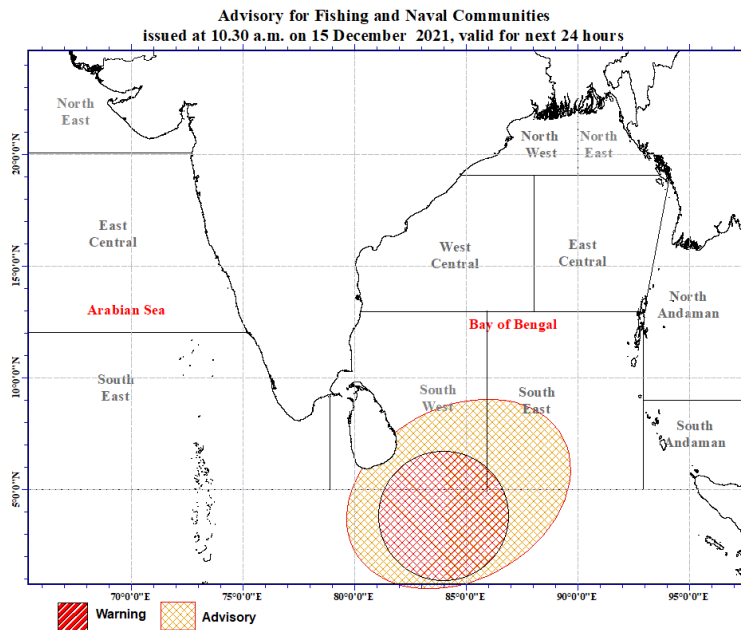 Advisory for Fishing and Naval Communities
issued at 10.30 a.m. on 15 December 2021, valid for next 24 hours
North
East
North
West
North
East
20°0'0"N
East
Central
West
Central
East
Central
15°0'0"N
Arabian Sea
Bay of Bengal
North
Andaman
10°0'0"N
South
East
South
West
South
East
South
Andaman
5°0'0"N
70°0'0"E
75°0'0"E
80°0'0"E
85°0'0"E
90°0'0"E
95°0'0"E
Warning
Advisory